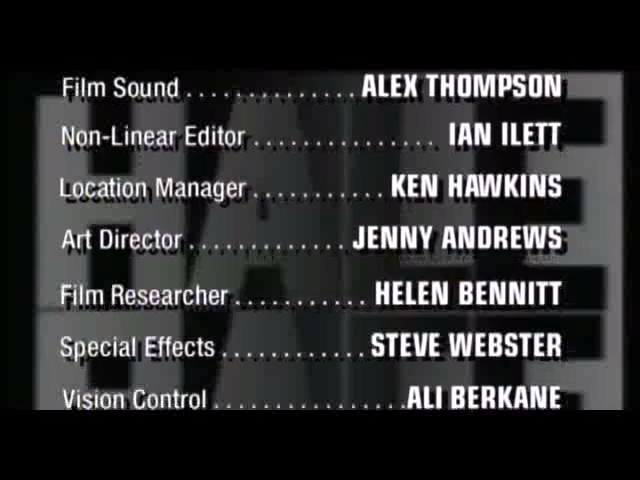 Film Sound . . . . . . . . . . . . . . ALEX THOMPSON
Non-Linear Editor . . . . . . . . . . . . . . . IAN ILETT
Location Manager . . . . . . . . . . . KEN HAWKINS
Art Director . . . . . . . . . . . . . JENNY ANDREWS
Film Researcher . . . . . . . . . . . HELEN BENNITT
Special Effects . . . . . . . . . . . . STEVE WEBSTER
Vision Control . . . . . . . . . . . . . . . . ALI BERKANE